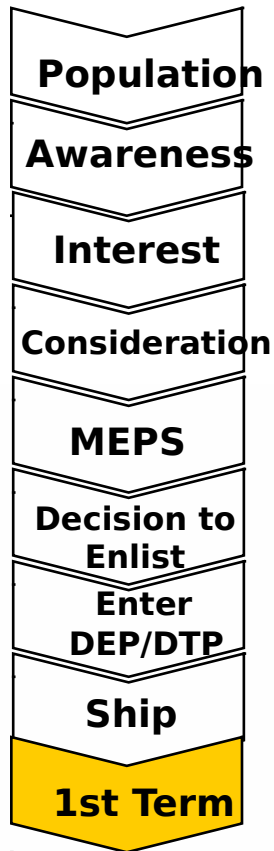 Population
Awareness
Interest
Consideration
MEPS
Decision to
Enlist
Enter
DEP/DTP
Ship
1st Term